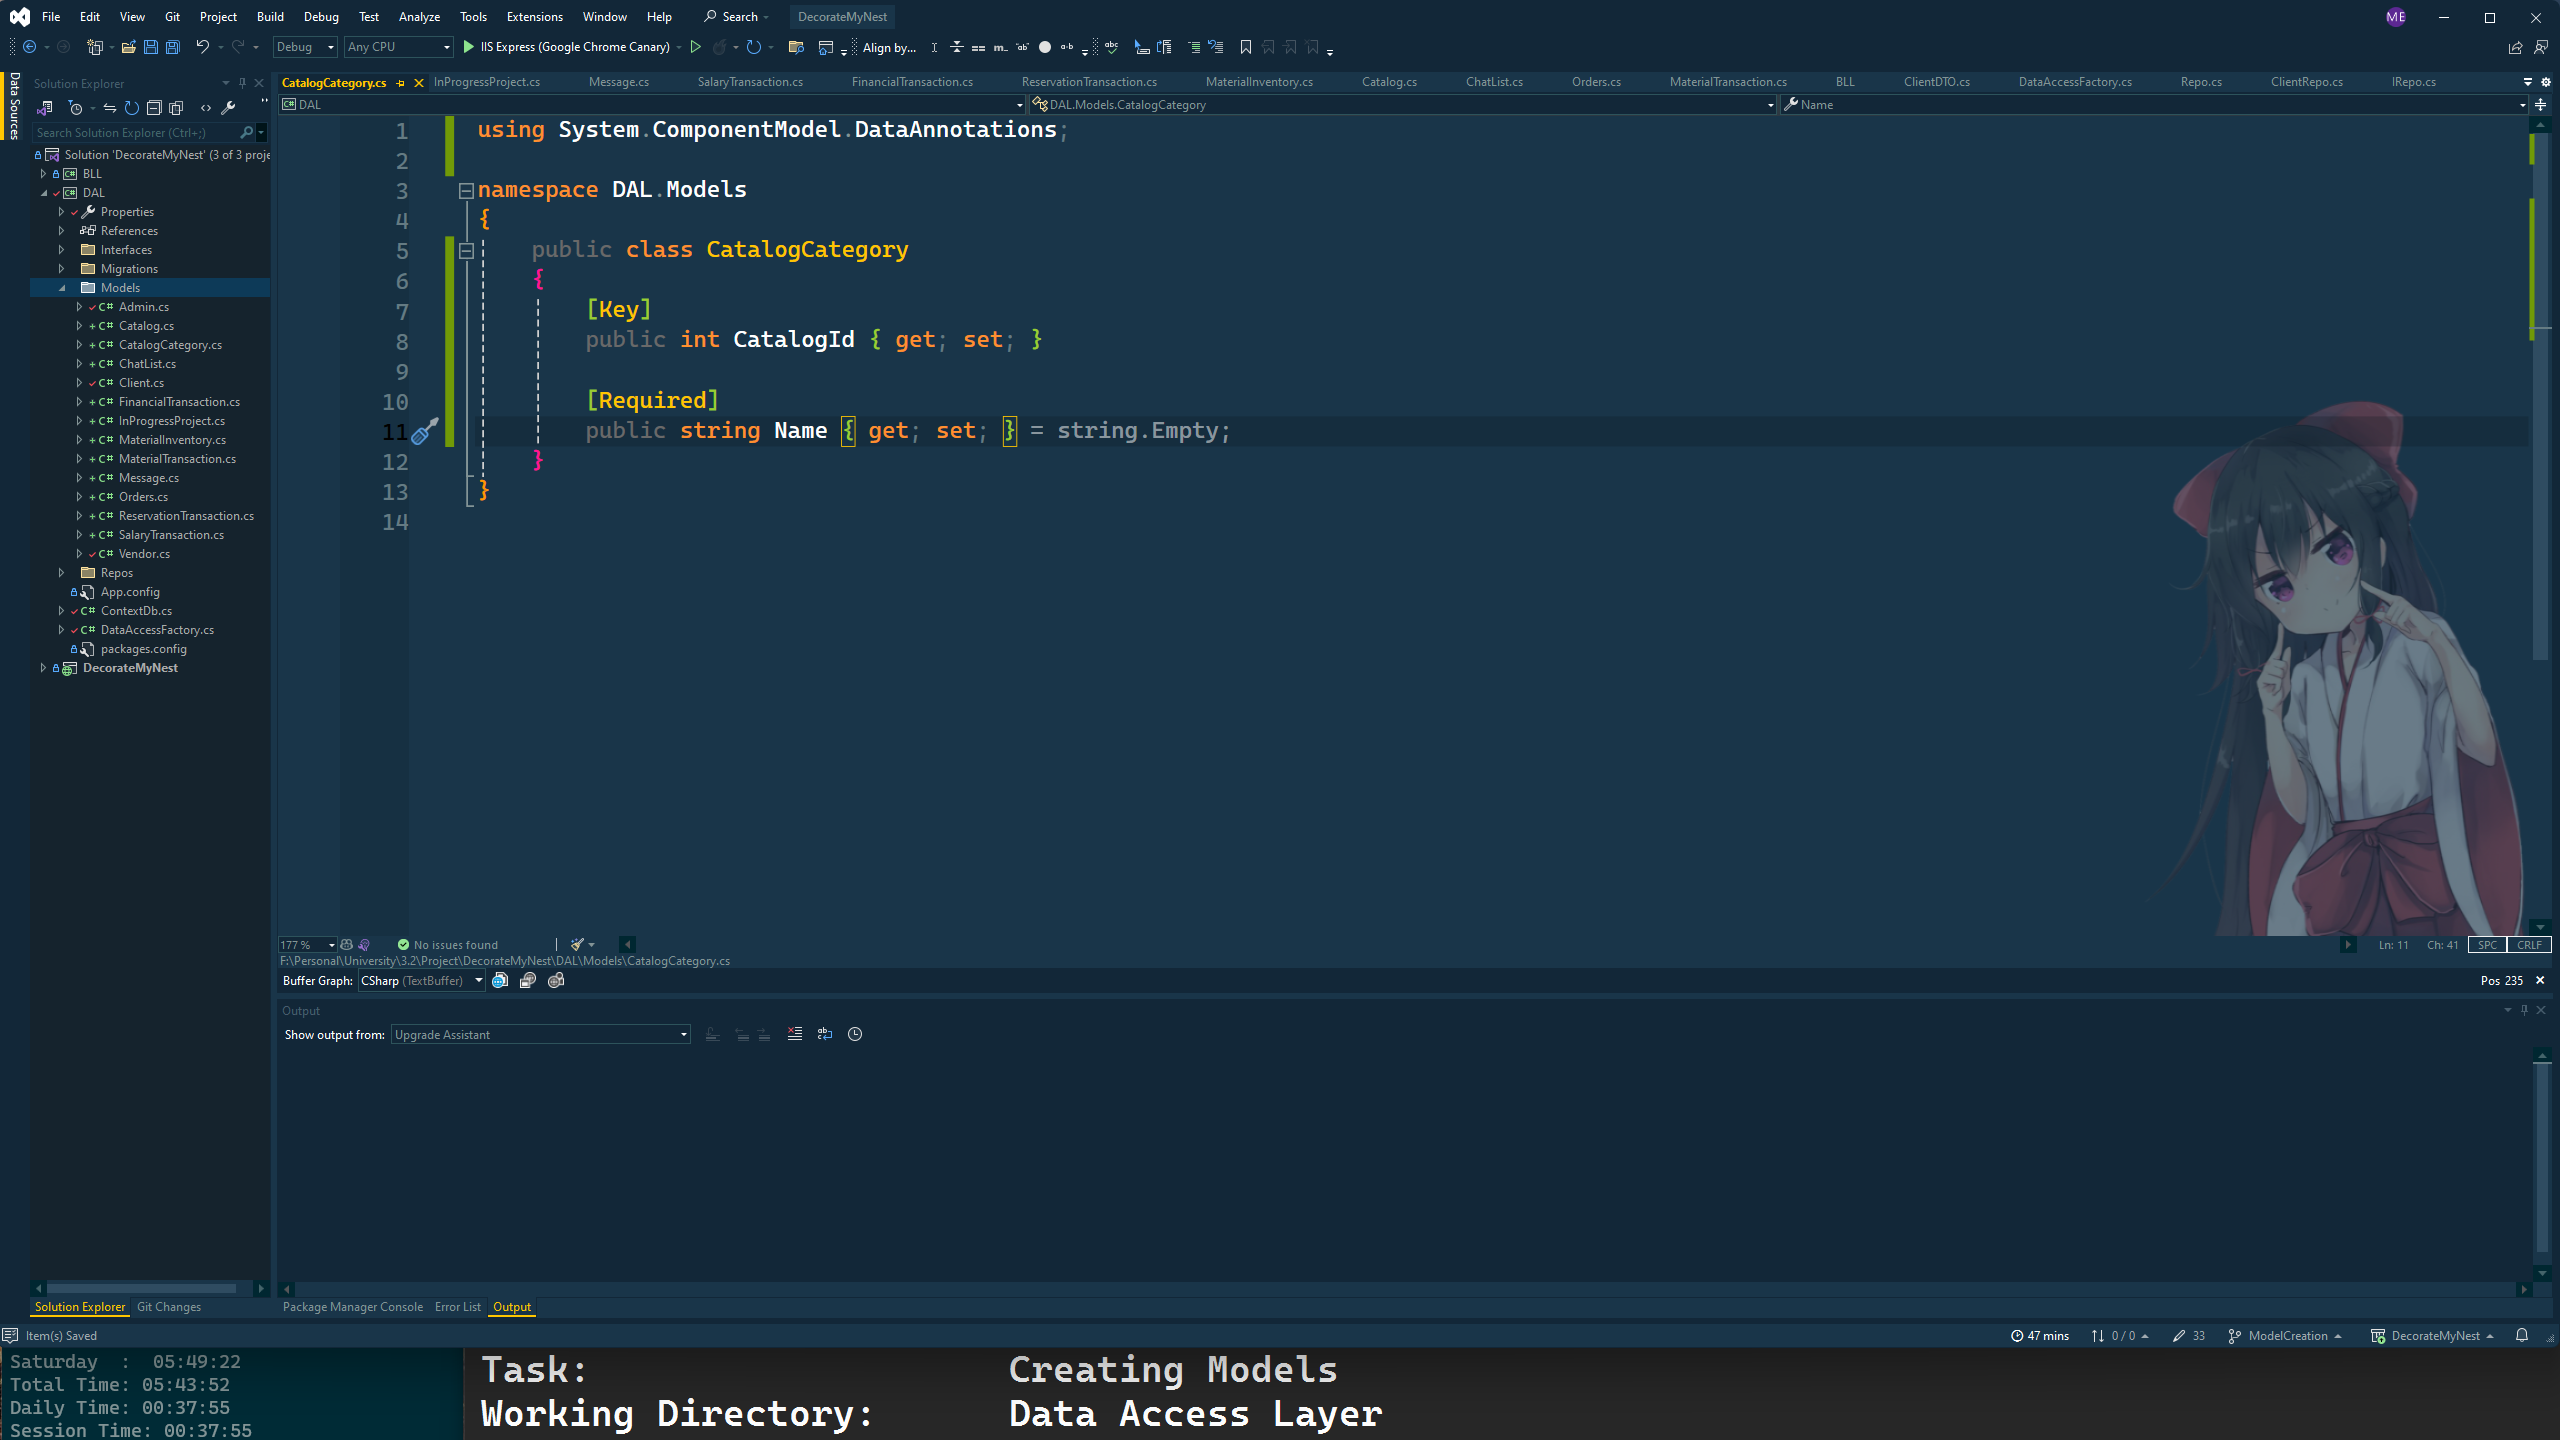 File Edit View Git Project Build Debug Test Analyze Tools Extensions Window Help Search DecorateMyNest ME
Debug Any CPU IIS Express (Google Chrome Canary) Align by...
Data Sources
Solution Explorer
Search Solution Explorer (Ctrl+;)
Solution 'DecorateMyNest' (3 of 3 proje
BLL
DAL
Properties
References
Interfaces
Migrations
Models
C# Admin.cs
C# Catalog.cs
C# CatalogCategory.cs
C# ChatList.cs
C# Client.cs
C# FinancialTransaction.cs
C# InProgressProject.cs
C# MaterialInventory.cs
C# MaterialTransaction.cs
C# Message.cs
C# Orders.cs
C# ReservationTransaction.cs
C# SalaryTransaction.cs
C# Vendor.cs
Repos
App.config
C# ContextDb.cs
C# DataAccessFactory.cs
packages.config
DecorateMyNest
Solution Explorer Git Changes
CatalogCategory.cs InProgressProject.cs Message.cs SalaryTransaction.cs FinancialTransaction.cs ReservationTransaction.cs MaterialInventory.cs Catalog.cs ChatList.cs Orders.cs MaterialTransaction.cs BLL ClientDTO.cs DataAccessFactory.cs Repo.cs ClientRepo.cs IRepo.cs
C# DAL DAL.Models.CatalogCategory Name
1 using System.ComponentModel.DataAnnotations;
2
3 namespace DAL.Models
4 {
5 public class CatalogCategory
6 {
7 [Key]
8 public int CatalogId { get; set; }
9
10 [Required]
11 public string Name { get; set; } = string.Empty;
12 }
13 }
14
177 % No issues found Ln: 11 Ch: 41 SPC CRLF
F:\Personal\University\3.2\Project\DecorateMyNest\DAL\Models\CatalogCategory.cs
Buffer Graph: CSharp (TextBuffer) Pos 235
Output
Show output from: Upgrade Assistant
Package Manager Console Error List Output
Item(s) Saved 47 mins 0 / 0 33 ModelCreation DecorateMyNest
Saturday : 05:49:22
Total Time: 05:43:52
Daily Time: 00:37:55
Session Time: 00:37:55
Task: Creating Models
Working Directory: Data Access Layer